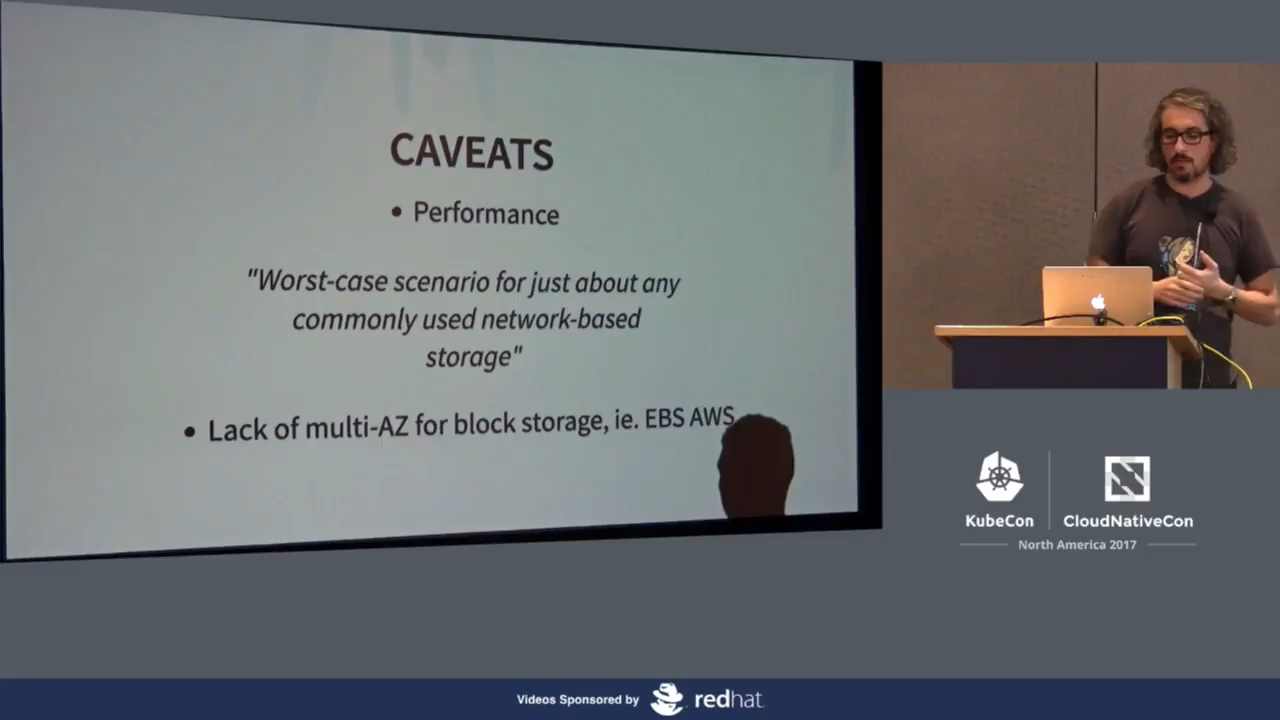 CAVEATS
• Performance
"Worst-case scenario for just about any
commonly used network-based
storage"
• Lack of multi-AZ for block storage, ie. EBS AWS
KubeCon
CloudNativeCon
North America 2017
Videos Sponsored by
redhat